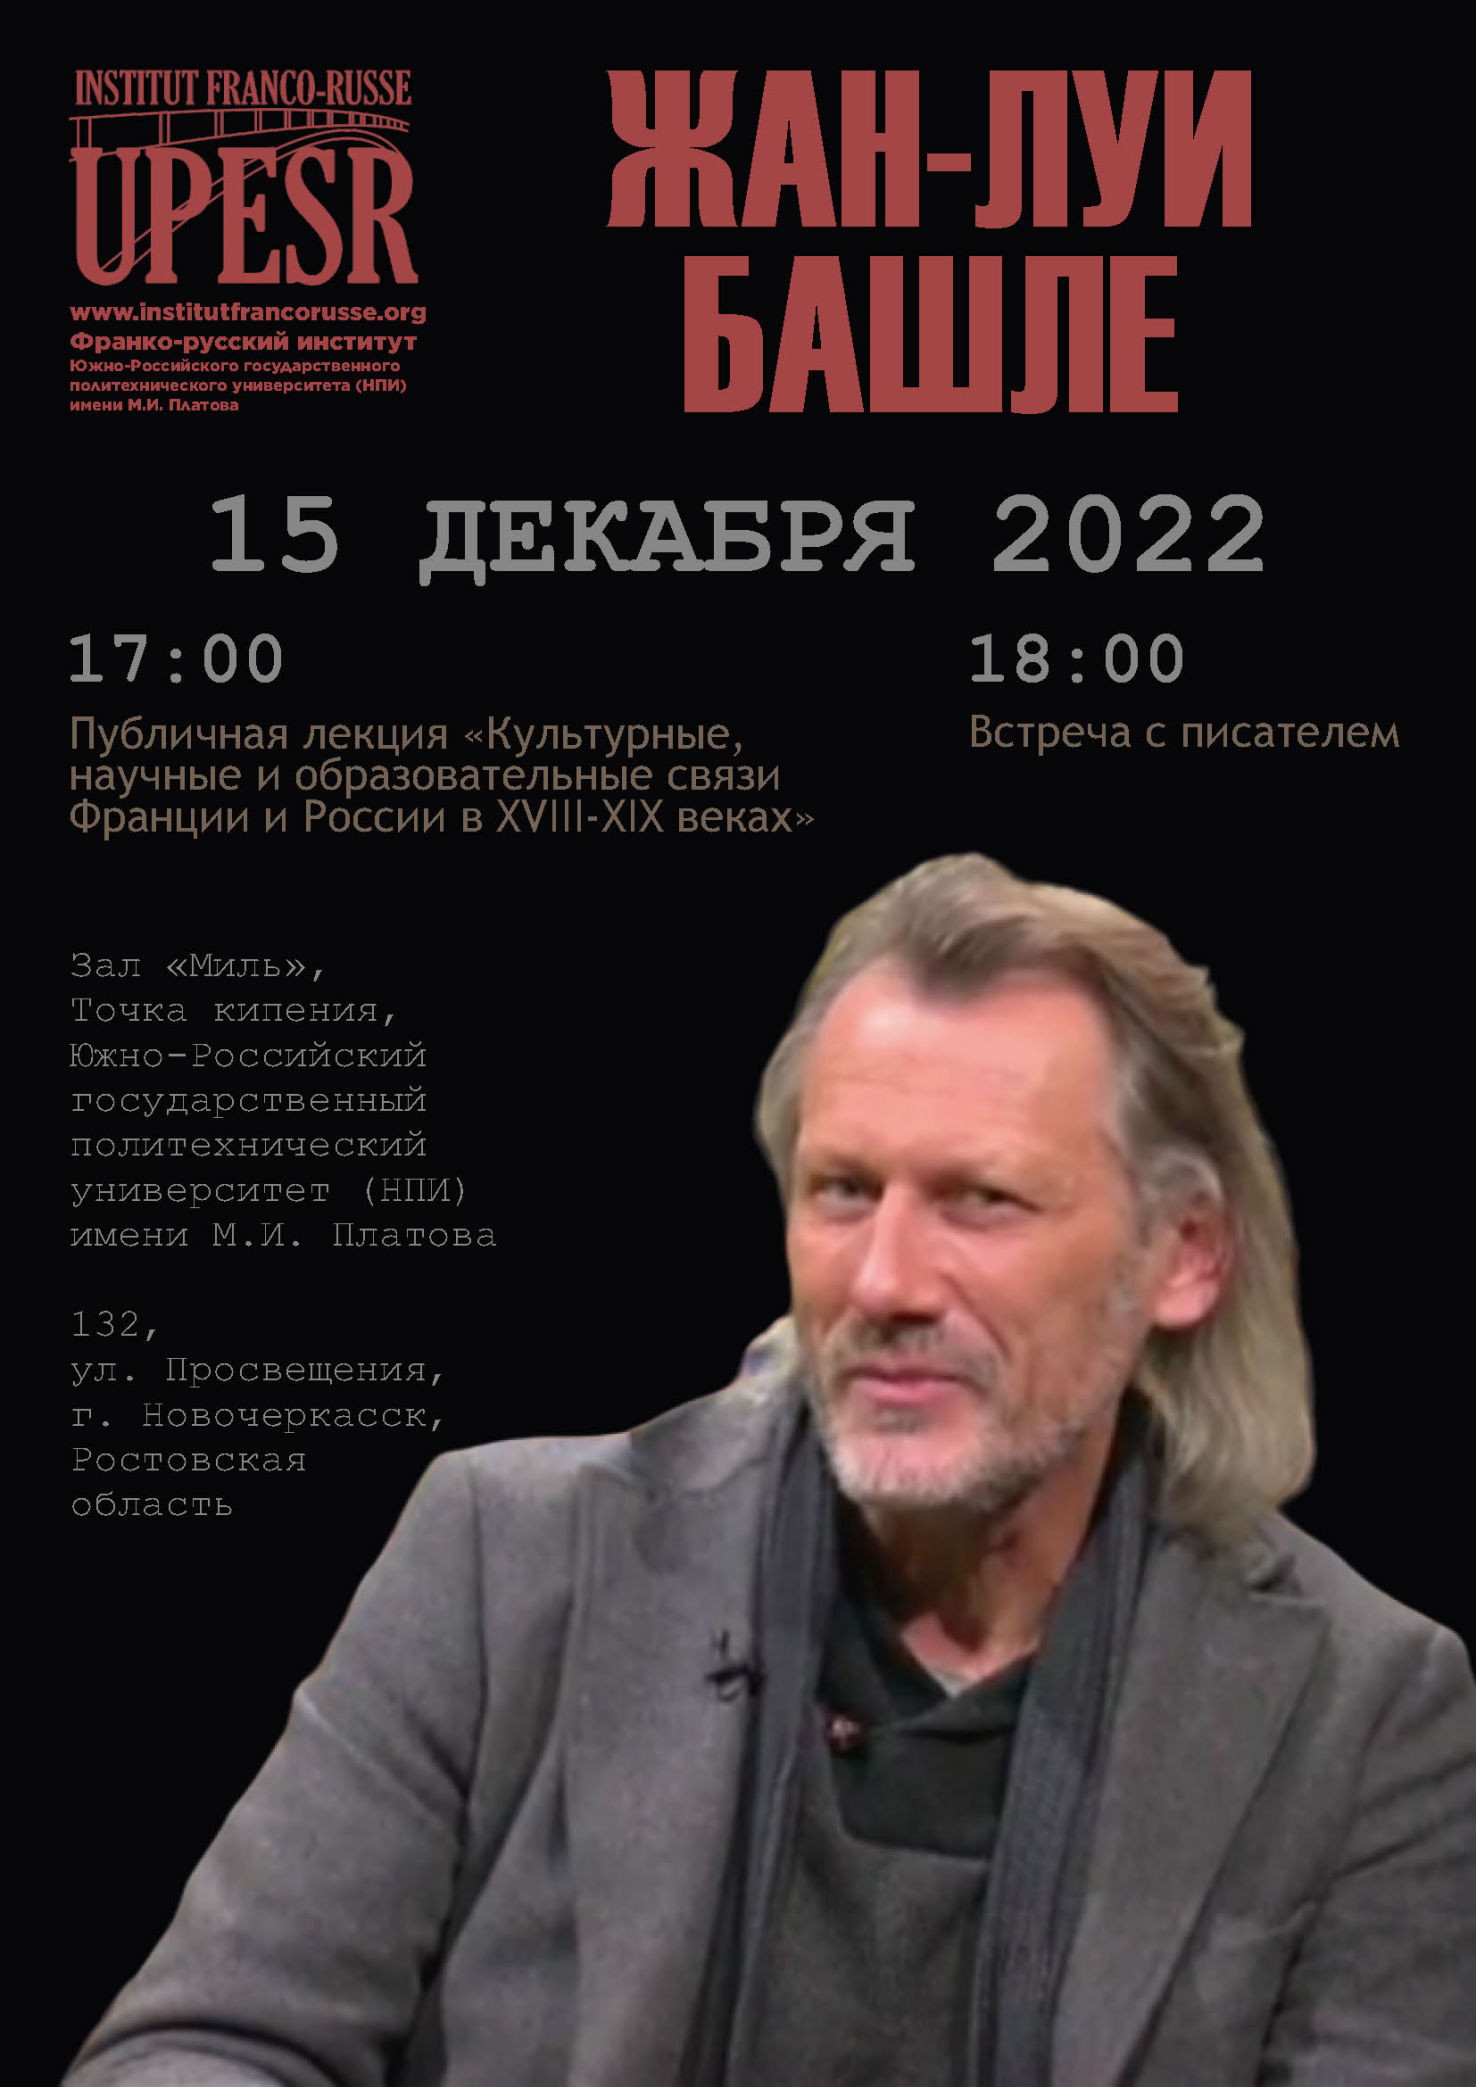 INSTITUT FRANCO-RUSSE
UPESR
www.institutfrancorusse.org
Франко-русский институт
Южно-Российского государственного
политехнического университета (НПИ)
имени М.И. Платова
ЖАН-ЛУИ
БАШЛЕ
15 ДЕКАБРЯ 2022
17:00
Публичная лекция «Культурные,
научные и образовательные связи
Франции и России в XVIII-XIX веках»
18:00
Встреча с писателем
Зал «Миль»,
Точка кипения,
Южно-Российский
государственный
политехнический
университет (НПИ)
имени М.И. Платова
132,
ул. Просвещения,
г. Новочеркасск,
Ростовская
область